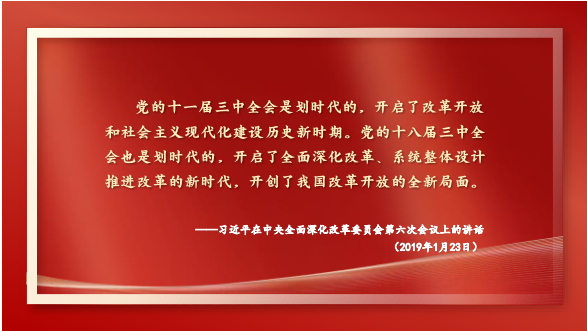 党的十一届三中全会是划时代的，开启了改革开放
和社会主义现代化建设历史新时期。党的十八届三中全
会也是划时代的，开启了全面深化改革、系统整体设计
推进改革的新时代，开创了我国改革开放的全新局面。
——习近平在中央全面深化改革委员会第六次会议上的讲话
（2019年1月23日）